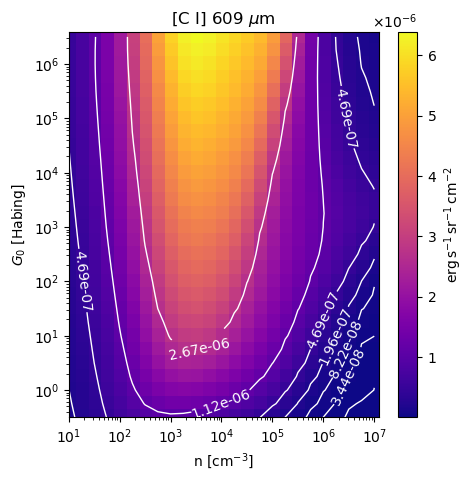 [C I] 609 μm
×10⁻⁶
G₀ [Habing]
10⁶
10⁵
10⁴
10³
10²
10¹
10⁰
4.69e-07
4.69e-07
2.67e-06
1.12e-06
4.69e-07
1.96e-07
8.22e-08
3.44e-08
10¹ 10² 10³ 10⁴ 10⁵ 10⁶ 10⁷
n [cm⁻³]
6
5
4
3
2
1
erg s⁻¹ sr⁻¹ cm⁻²